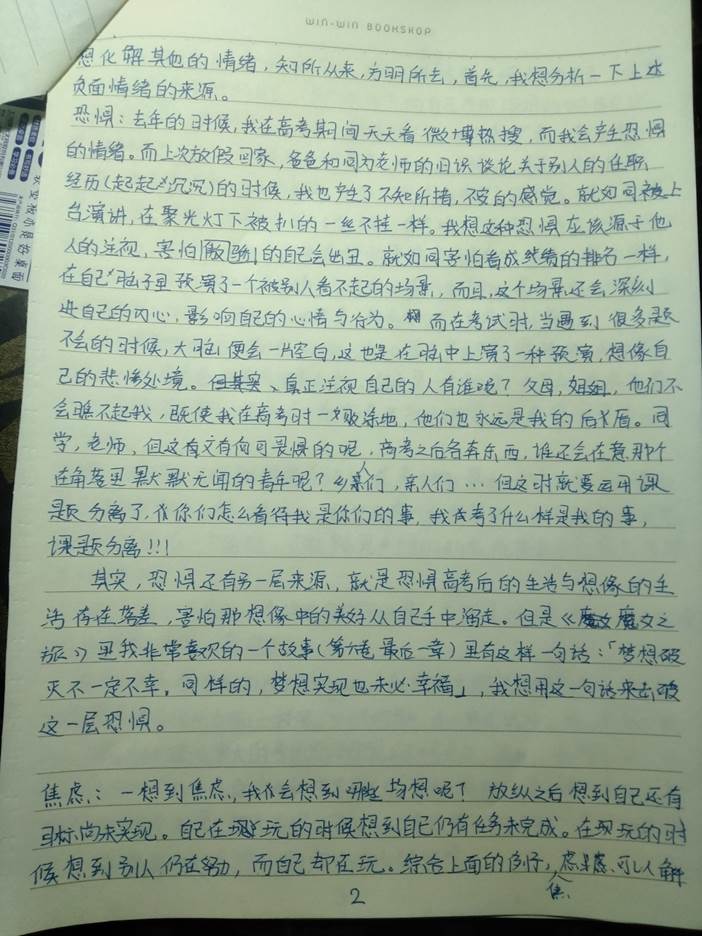 WIN-WIN BOOKSHOP
想化解其他的情绪，知所从来，方明所去，首先，我想分析一下上述
负面情绪的来源。
恐惧：去年的时候，我在高考期间天天看微博热搜，而我会产生恐惧
的情绪。而上次放假回家，爸爸和同为老师的旧识谈论关于别人的任职
经历(起起沉沉)的时候，我也产生了不知所措，不安的感觉。就如同被上
台演讲，在聚光灯下被扒的一丝不挂一样。我想这种恐惧应该源于他
人的注视，害怕的自己会出丑。就如同害怕看成绩的排名一样，
在自己脑子里预演了一个被别人看不起的场景，而且，这个场景还会深刻
进自己的内心，影响自己的心情与行为。而在考试时，当遇到很多题
不会的时候，大脑便会一片空白，这也是在脑中上演了一种预演，想像自
己的悲惨处境。但其实、真正注视自己的人有谁呢？父母，姐姐，他们不
会瞧不起我，既使我在高考时一败涂地，他们也永远是我的后盾。同
学，老师，但这有又有何可畏惧的呢，高考之后各奔东西，谁还会在意那个
在角落里默默无闻的青年呢？乡亲人们，亲人们…但这时就要运用课
题分离了，你们怎么看待我是你们的事，我考了什么样是我的事，
课题分离!!!
其实，恐惧还有另一层来源，就是恐惧高考后的生活与想像的生
活存在落差，害怕那想像中的美好从自己手中溜走。但是《魔女之
旅》里我非常喜欢的一个故事(第六卷 最后一章)里有这样一句话：「梦想破
灭不一定不幸，同样的，梦想实现也未必幸福」，我想用这一句话来击破
这一层恐惧。
焦虑：一想到焦虑，我会想到哪些均想呢？放纵之后想到自己还有
目标尚未实现。自己在玩的时候想到自己仍有任务未完成。在玩的时
候想到别人仍在努力，而自己却在玩。综合上面的例子，焦虑是可以人解
2